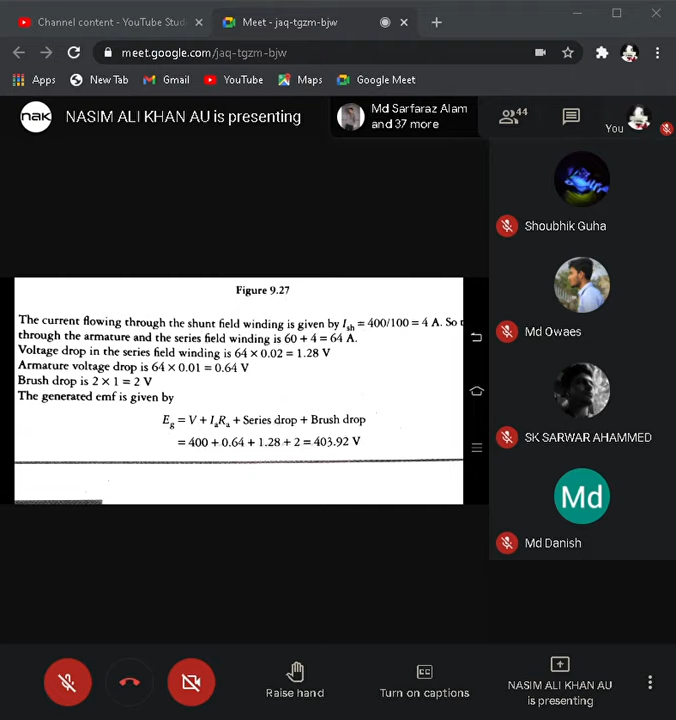 Channel content - YouTube Stud
Meet - jaq-tgzm-bjw
meet.google.com/jaq-tgzm-bjw
Apps New Tab Gmail YouTube Maps Google Meet
nak NASIM ALI KHAN AU is presenting
Md Sarfaraz Alam
and 37 more
44
You
Shoubhik Guha
Md Owaes
SK SARWAR AHAMMED
Md
Md Danish
Figure 9.27
The current flowing through the shunt field winding is given by I_sh = 400/100 = 4 A. So
through the armature and the series field winding is 60 + 4 = 64 A.
Voltage drop in the series field winding is 64 × 0.02 = 1.28 V
Armature voltage drop is 64 × 0.01 = 0.64 V
Brush drop is 2 × 1 = 2 V
The generated emf is given by
E_g = V + I_aR_a + Series drop + Brush drop
= 400 + 0.64 + 1.28 + 2 = 403.92 V
Raise hand
Turn on captions
NASIM ALI KHAN AU
is presenting